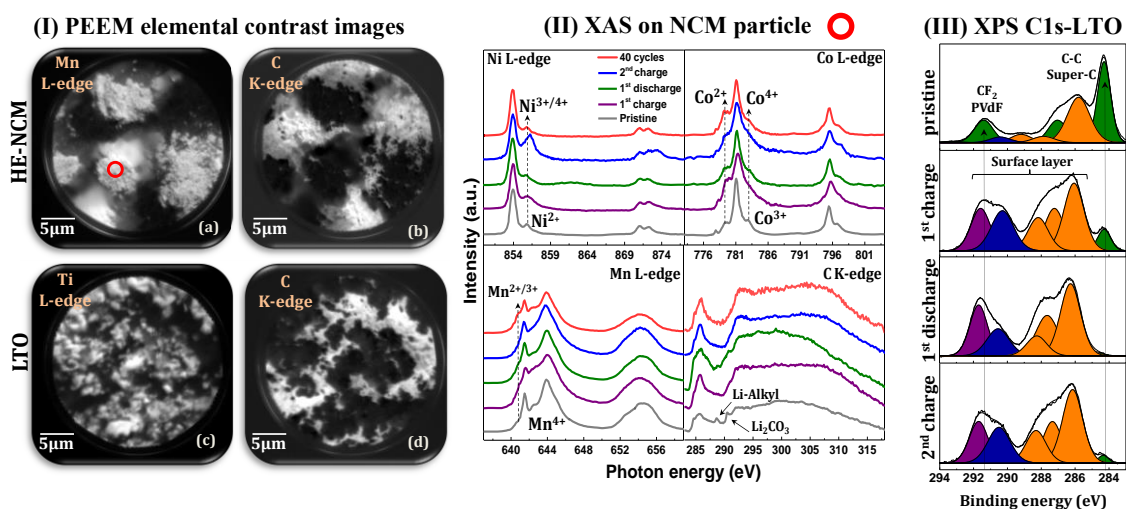 (I) PEEM elemental contrast images
HE-NCM
Mn
L-edge
5μm
(a)
C
K-edge
5μm
(b)
LTO
Ti
L-edge
5μm
(c)
C
K-edge
5μm
(d)
(II) XAS on NCM particle
Intensity (a.u.)
Ni L-edge
40 cycles
2nd charge
1st discharge
1st charge
Pristine
Ni3+/4+
Ni2+
854 859 864 869 874
Co L-edge
Co2+
Co4+
Co3+
776 781 786 791 796 801
Mn L-edge
Mn2+/3+
Mn4+
640 644 648 652 656
C K-edge
Li-Alkyl
Li2CO3
285 290 295 300 305 310 315
Photon energy (eV)
(III) XPS C1s-LTO
pristine
C-C
Super-C
CF2
PVdF
1st charge
Surface layer
1st discharge
2nd charge
294 292 290 288 286 284
Binding energy (eV)